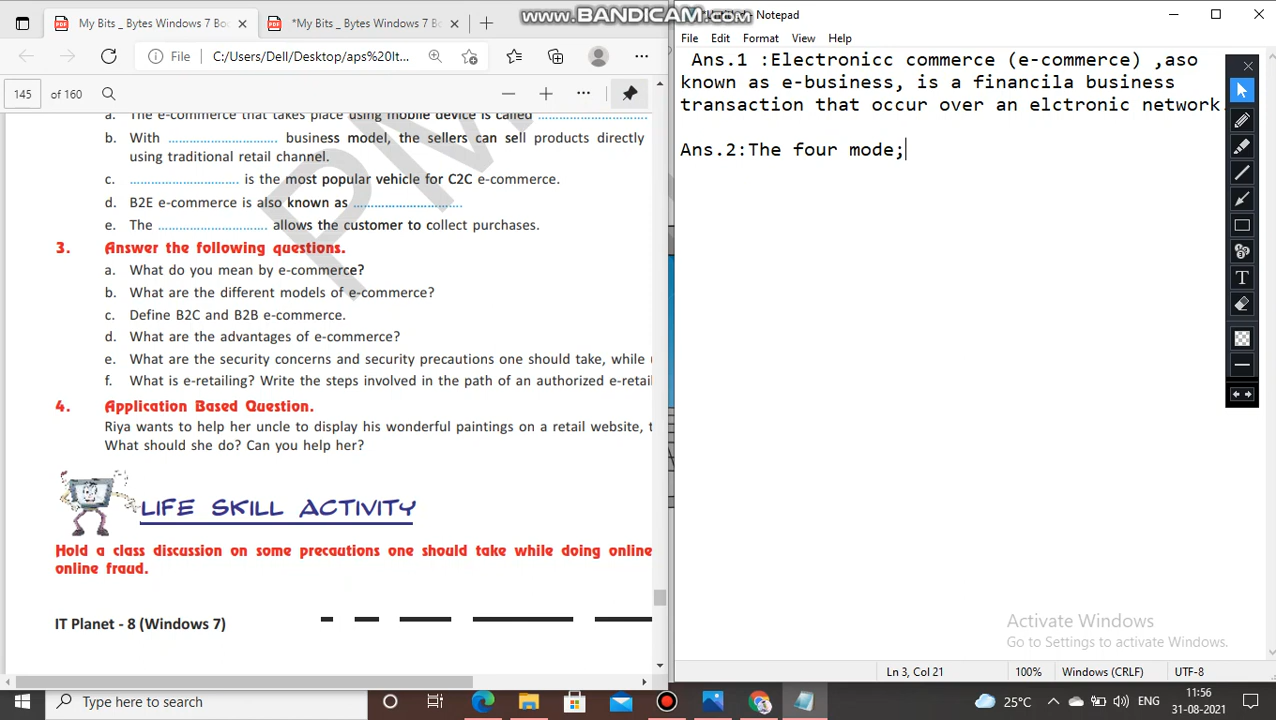 www.BANDICAM.com
My Bits _ Bytes Windows 7 Bo
*My Bits _ Bytes Windows 7 Bo
Notepad
File
C:/Users/Dell/Desktop/aps%20It...
File Edit Format View Help
145 of 160
a. The e-commerce that takes place using mobile device is called ..............................
b. With .............................. business model, the sellers can sell products directly
using traditional retail channel.
c. .............................. is the most popular vehicle for C2C e-commerce.
d. B2E e-commerce is also known as ..............................
e. The .............................. allows the customer to collect purchases.
3. Answer the following questions.
a. What do you mean by e-commerce?
b. What are the different models of e-commerce?
c. Define B2C and B2B e-commerce.
d. What are the advantages of e-commerce?
e. What are the security concerns and security precautions one should take, while
f. What is e-retailing? Write the steps involved in the path of an authorized e-retail
4. Application Based Question.
Riya wants to help her uncle to display his wonderful paintings on a retail website,
What should she do? Can you help her?
LIFE SKILL ACTIVITY
Hold a class discussion on some precautions one should take while doing online
online fraud.
IT Planet - 8 (Windows 7)
Ans.1 :Electronicc commerce (e-commerce) ,aso
known as e-business, is a financila business
transaction that occur over an elctronic network
Ans.2:The four mode;
T
Activate Windows
Go to Settings to activate Windows.
Ln 3, Col 21 100% Windows (CRLF) UTF-8
Type here to search
25°C
ENG
11:56
31-08-2021